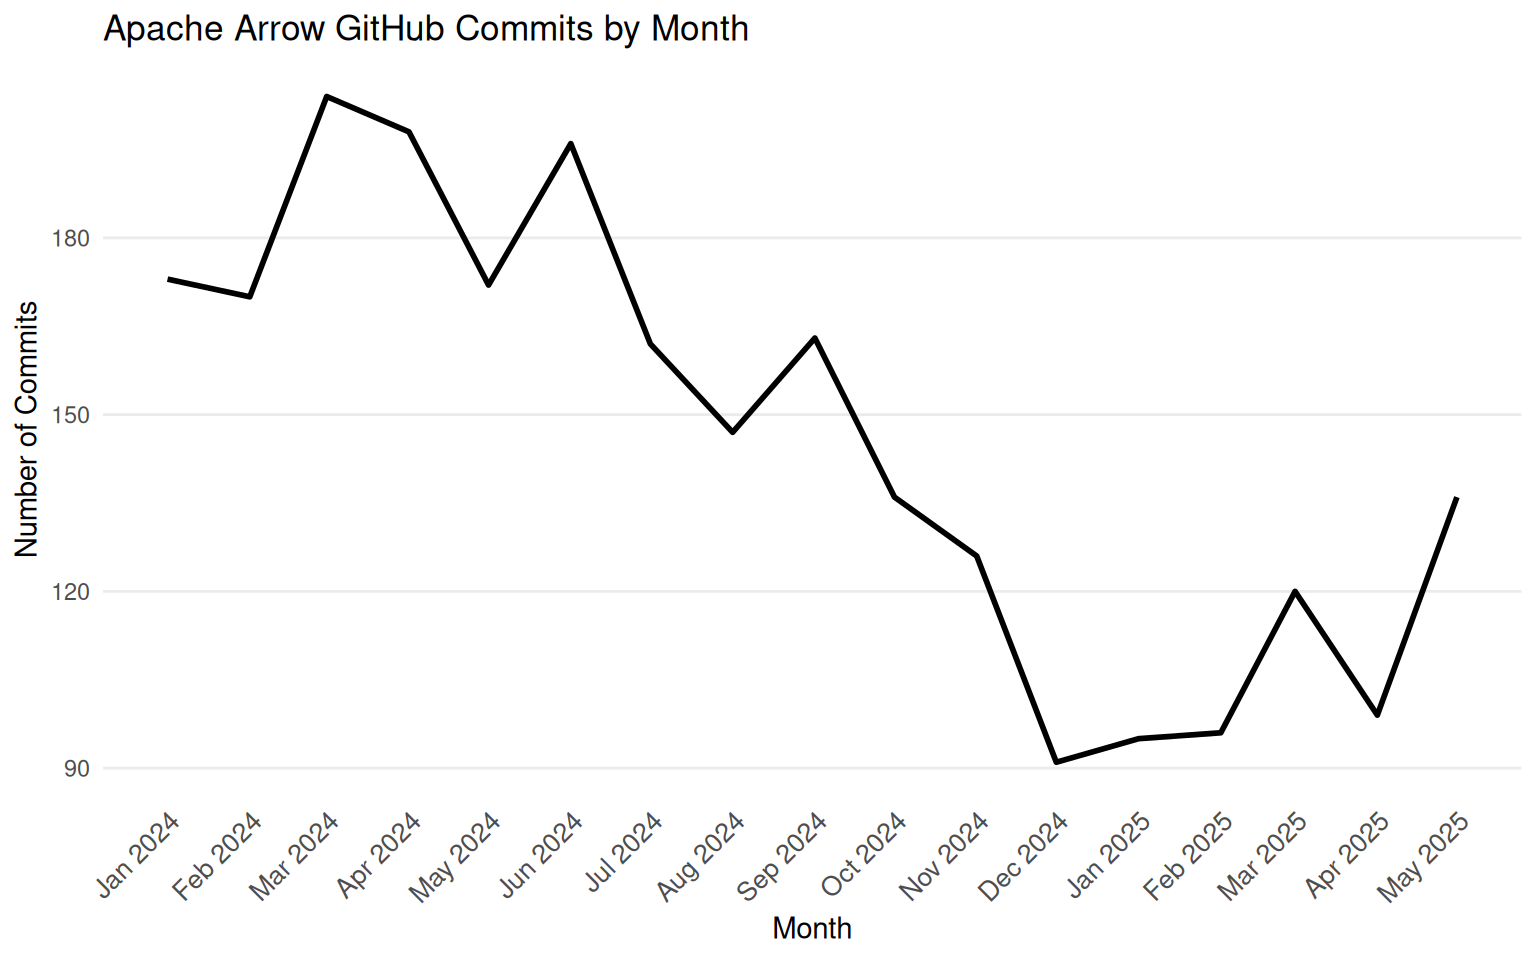 Apache Arrow GitHub Commits by Month
Number of Commits
180
150
120
90
Jan 2024
Feb 2024
Mar 2024
Apr 2024
May 2024
Jun 2024
Jul 2024
Aug 2024
Sep 2024
Oct 2024
Nov 2024
Dec 2024
Jan 2025
Feb 2025
Mar 2025
Apr 2025
May 2025
Month